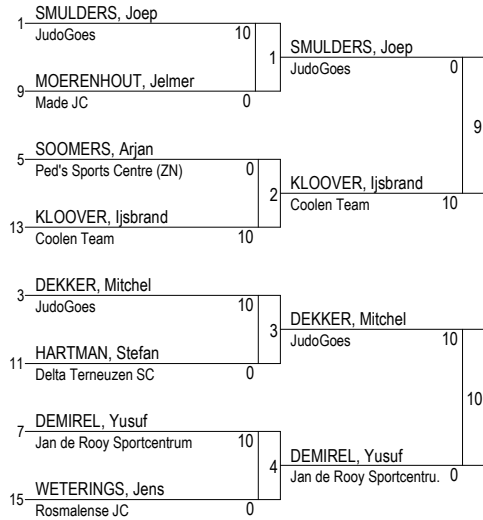 1 SMULDERS, Joep
JudoGoes 10
1
9 MOERENHOUT, Jelmer
Made JC 0
5 SOOMERS, Arjan
Ped's Sports Centre (ZN) 0
2
13 KLOOVER, Ijsbrand
Coolen Team 10
3 DEKKER, Mitchel
JudoGoes 10
3
11 HARTMAN, Stefan
Delta Terneuzen SC 0
7 DEMIREL, Yusuf
Jan de Rooy Sportcentrum 10
4
15 WETERINGS, Jens
Rosmalense JC 0
SMULDERS, Joep
JudoGoes 0
9
KLOOVER, Ijsbrand
Coolen Team 10
DEKKER, Mitchel
JudoGoes 10
10
DEMIREL, Yusuf
Jan de Rooy Sportcentru. 0